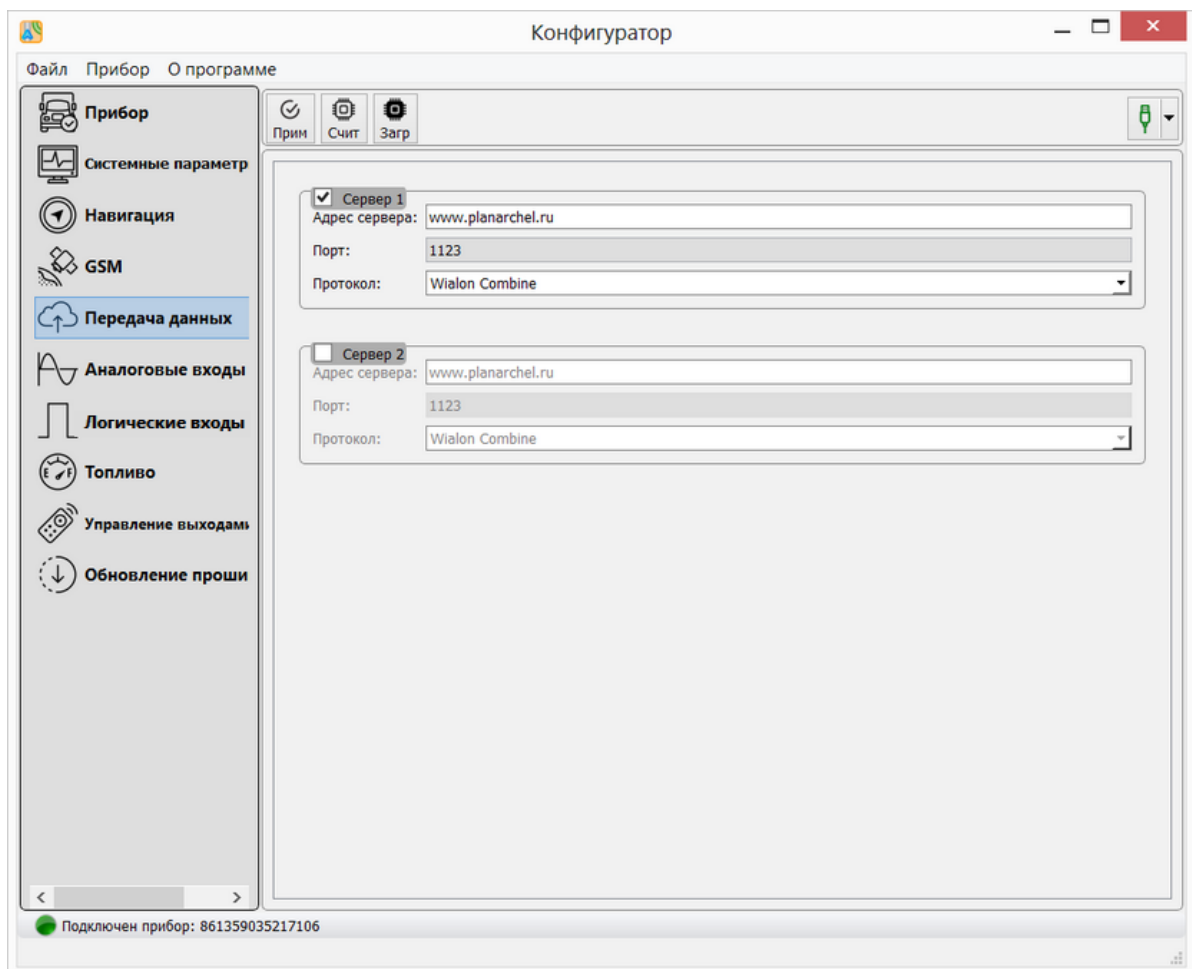 Конфигуратор
Файл Прибор О программе
Прибор
Системные параметр
Навигация
GSM
Передача данных
Аналоговые входы
Логические входы
Топливо
Управление выходами
Обновление проши
Прим Счит Загр
Сервер 1
Адрес сервера: www.planarchel.ru
Порт: 1123
Протокол: Wialon Combine
Сервер 2
Адрес сервера: www.planarchel.ru
Порт: 1123
Протокол: Wialon Combine
Подключен прибор: 861359035217106